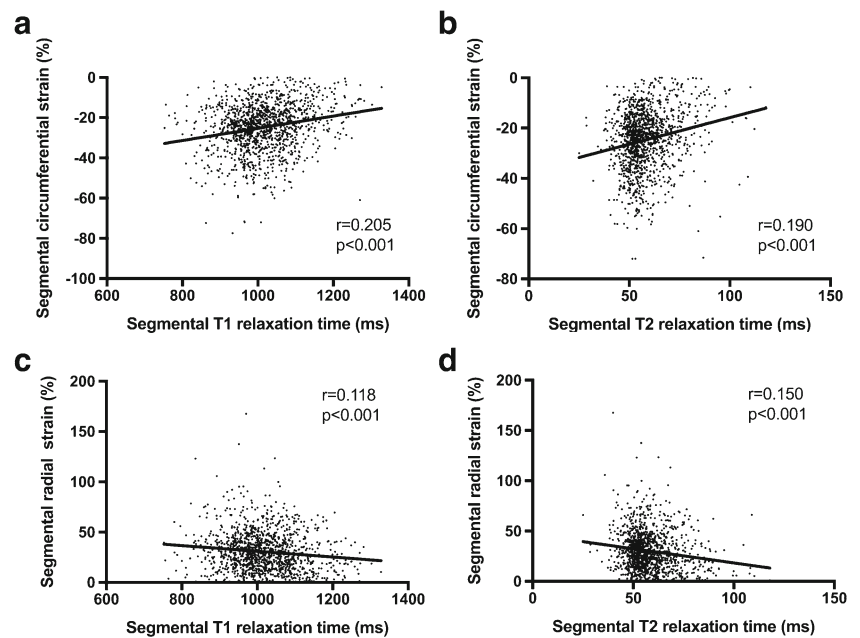 a
Segmental circumferential strain (%)
0
-20
-40
-60
-80
-100
600 800 1000 1200 1400
r=0.205
p<0.001
Segmental T1 relaxation time (ms)
b
Segmental circumferential strain (%)
0
-20
-40
-60
-80
0 50 100 150
r=0.190
p<0.001
Segmental T2 relaxation time (ms)
c
Segmental radial strain (%)
200
150
100
50
0
600 800 1000 1200 1400
r=0.118
p<0.001
Segmental T1 relaxation time (ms)
d
Segmental radial strain (%)
200
150
100
50
0
0 50 100 150
r=0.150
p<0.001
Segmental T2 relaxation time (ms)